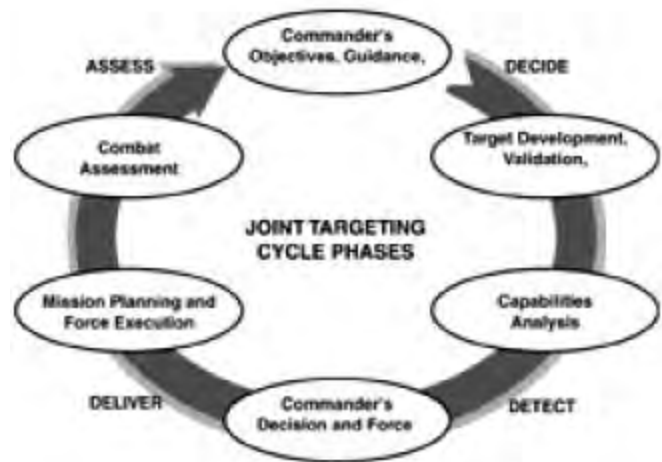 Commander's
Objectives, Guidance,
ASSESS
DECIDE
Combat
Assessment
Target Development,
Validation,
JOINT TARGETING
CYCLE PHASES
Mission Planning and
Force Execution
Capabilities
Analysis
DELIVER
Commander's
Decision and Force
DETECT